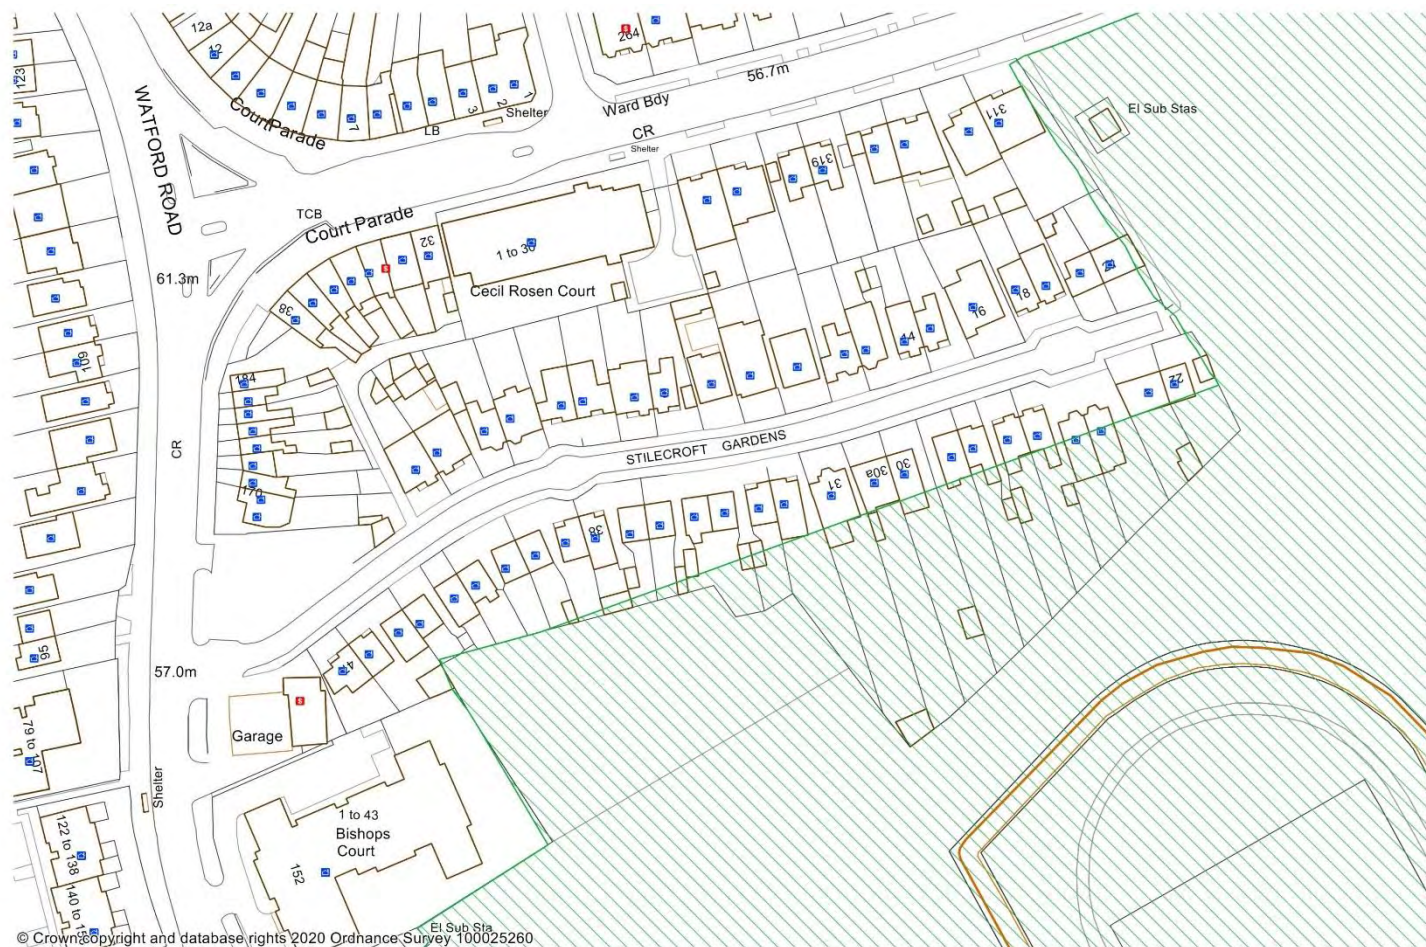 12a
12
264
56.7m
123
WATFORD ROAD
Court Parade
7
3
2
1
LB
Shelter
Ward Bdy
CR
Shelter
311
El Sub Stas
319
TCB
Court Parade
32
1 to 30
Cecil Rosen Court
61.3m
38
109
184
16
18
21
14
22
CR
STILECROFT GARDENS
170
31
30a
30
38
95
57.0m
47
Garage
79 to 107
Shelter
1 to 43
Bishops
Court
152
122 to 138
El Sub Sta
© Crown copyright and database rights 2020 Ordnance Survey 100025260